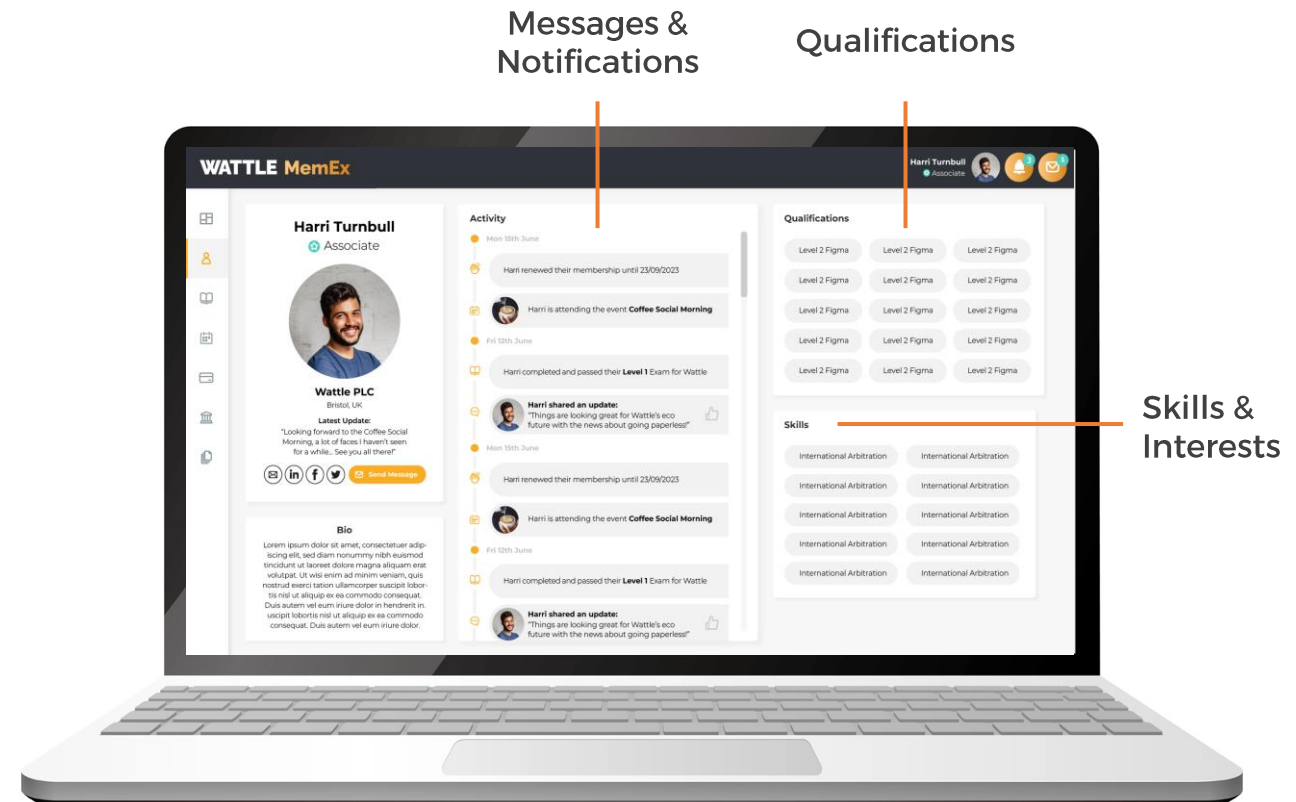 Messages &
Notifications
Qualifications
Skills &
Interests
WATTLE MemEx
Harri Turnbull
Associate
Harri Turnbull
Associate
Wattle PLC
Bristol, UK
Latest Update:
"Looking forward to the Coffee Social
Morning, a lot of faces I haven't seen
for a while... See you all there!"
in f
Send Message
Bio
Lorem ipsum dolor sit amet, consectetuer adip-
iscing elit, sed diam nonummy nibh euismod
tincidunt ut laoreet dolore magna aliquam erat
volutpat. Ut wisi enim ad minim veniam, quis
nostrud exerci tation ullamcorper suscipit lobor-
tis nisl ut aliquip ex ea commodo consequat.
Duis autem vel eum iriure dolor in hendrerit in.
uscipit lobortis nisl ut aliquip ex ea commodo
consequat. Duis autem vel eum iriure dolor.
Activity
Mon 15th June
Harri renewed their membership until 23/09/2023
Harri is attending the event Coffee Social Morning
Fri 12th June
Harri completed and passed their Level 1 Exam for Wattle
Harri shared an update:
"Things are looking great for Wattle's eco
future with the news about going paperless!"
Mon 15th June
Harri renewed their membership until 23/09/2023
Harri is attending the event Coffee Social Morning
Fri 12th June
Harri completed and passed their Level 1 Exam for Wattle
Harri shared an update:
"Things are looking great for Wattle's eco
future with the news about going paperless!"
Qualifications
Level 2 Figma Level 2 Figma Level 2 Figma
Level 2 Figma Level 2 Figma Level 2 Figma
Level 2 Figma Level 2 Figma Level 2 Figma
Level 2 Figma Level 2 Figma Level 2 Figma
Level 2 Figma Level 2 Figma Level 2 Figma
Skills
International Arbitration International Arbitration
International Arbitration International Arbitration
International Arbitration International Arbitration
International Arbitration International Arbitration
International Arbitration International Arbitration